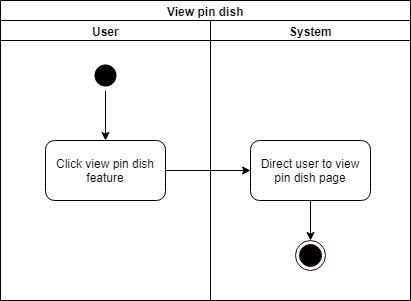 View pin dish
User
System
Click view pin dish
feature
Direct user to view
pin dish page